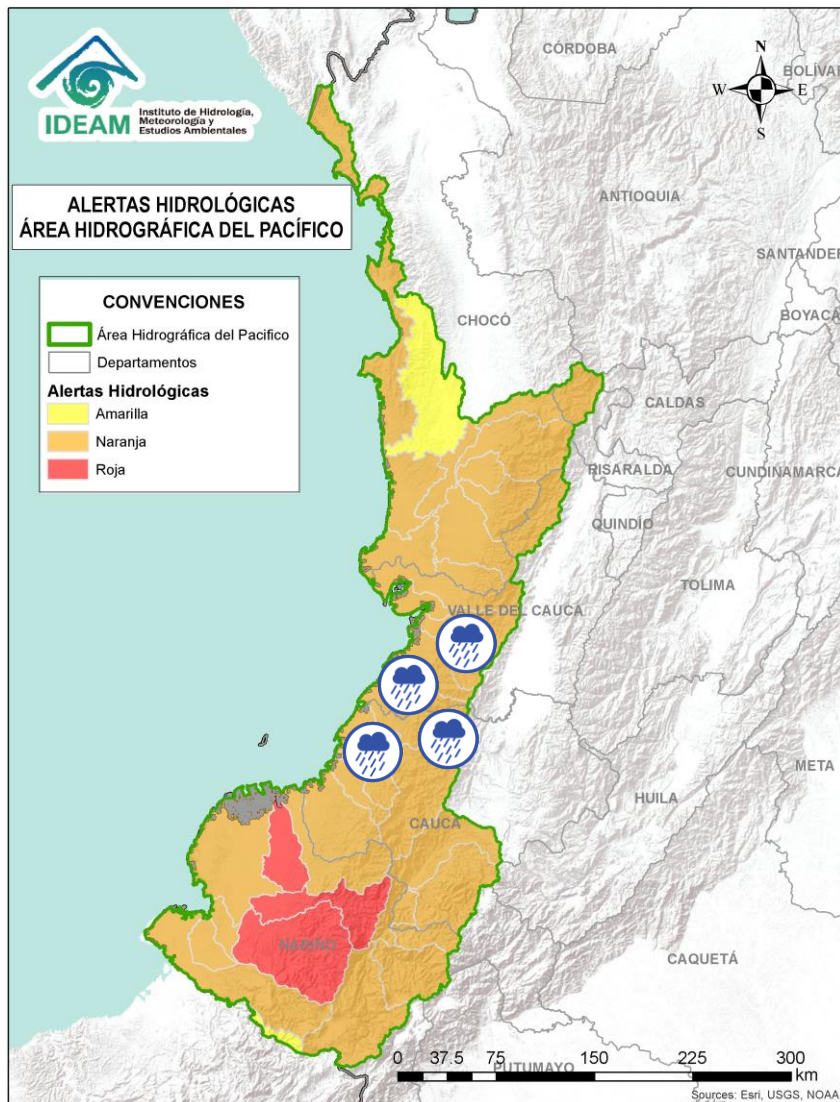 IDEAM
Instituto de Hidrología,
Meteorología y
Estudios Ambientales
ALERTAS HIDROLÓGICAS
ÁREA HIDROGRÁFICA DEL PACÍFICO
CONVENCIONES
Área Hidrográfica del Pacifico
Departamentos
Alertas Hidrológicas
Amarilla
Naranja
Roja
N
W E
S
CÓRDOBA
BOLÍVAR
ANTIOQUIA
SANTANDER
BOYACÁ
CHOCÓ
CALDAS
RISARALDA
CUNDINAMARCA
QUINDÍO
TOLIMA
VALLE DEL CAUCA
META
HUILA
CAUCA
NARIÑO
CAQUETÁ
PUTUMAYO
0 37.5 75 150 225 300
km
Sources: Esri, USGS, NOAA